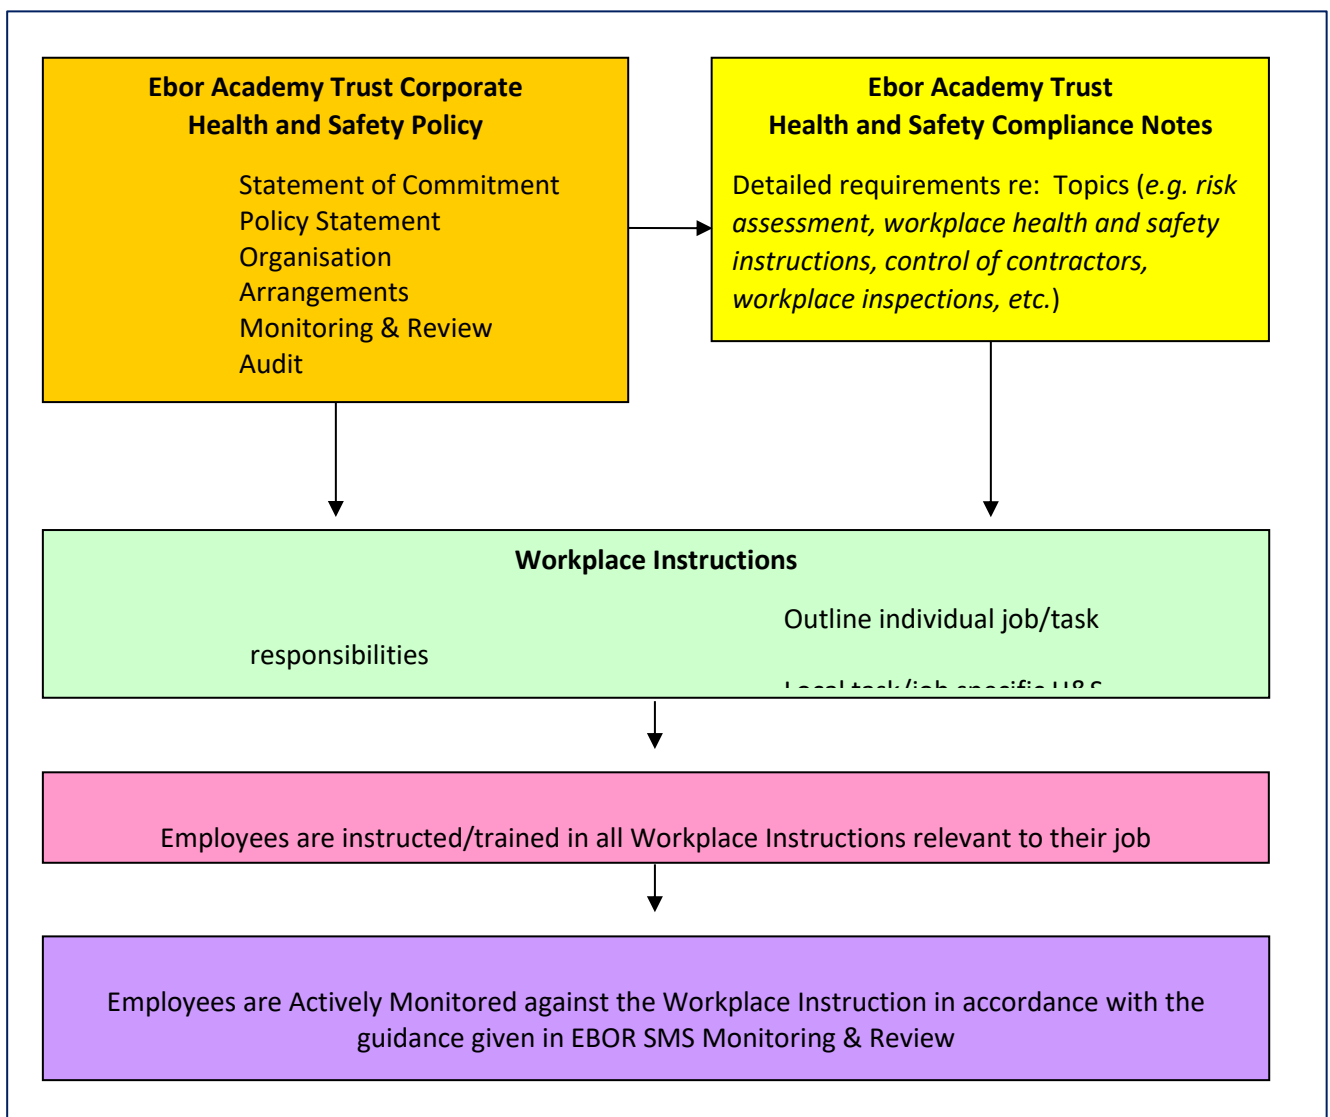 Ebor Academy Trust Corporate
Health and Safety Policy
Statement of Commitment
Policy Statement
Organisation
Arrangements
Monitoring & Review
Audit
Ebor Academy Trust
Health and Safety Compliance Notes
Detailed requirements re: Topics (e.g. risk
assessment, workplace health and safety
instructions, control of contractors,
workplace inspections, etc.)
Workplace Instructions
Outline individual job/task
responsibilities
Local task/job specific H&S
Employees are instructed/trained in all Workplace Instructions relevant to their job
Employees are Actively Monitored against the Workplace Instruction in accordance with the
guidance given in EBOR SMS Monitoring & Review